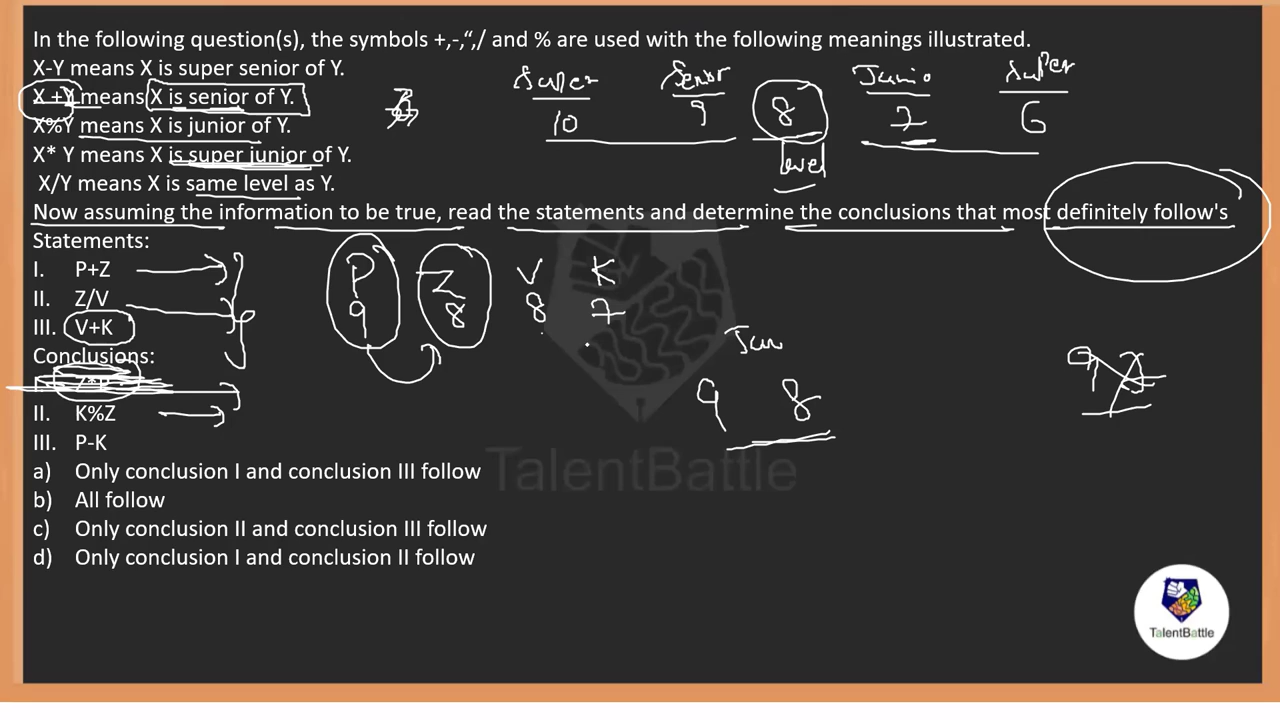 In the following question(s), the symbols +,-,“,/ and % are used with the following meanings illustrated.
X-Y means X is super senior of Y.
X +Y means X is senior of Y.
X%Y means X is junior of Y.
X* Y means X is super junior of Y.
X/Y means X is same level as Y.
Super Senior Junio Super
10 9 8 7 6
level
Now assuming the information to be true, read the statements and determine the conclusions that most definitely follow's
Statements:
I. P+Z
II. Z/V
III. V+K
P Z V K
9 8 8 7
Conclusions:
Jun
9 8
II. K%Z
III. P-K
a) Only conclusion I and conclusion III follow
b) All follow
c) Only conclusion II and conclusion III follow
d) Only conclusion I and conclusion II follow
TalentBattle
TalentBattle